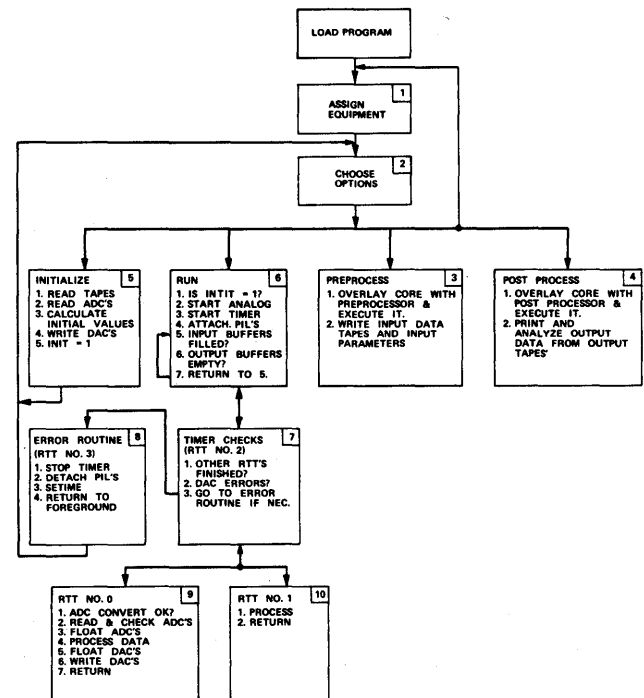 LOAD PROGRAM
1
ASSIGN
EQUIPMENT
2
CHOOSE
OPTIONS
INITIALIZE 5
1. READ TAPES
2. READ ADC'S
3. CALCULATE
INITIAL VALUES
4. WRITE DAC'S
5. INIT = 1
RUN 6
1. IS INTIT = 1?
2. START ANALOG
3. START TIMER
4. ATTACH. PIL'S
5. INPUT BUFFERS
FILLED?
6. OUTPUT BUFFERS
EMPTY?
7. RETURN TO 5.
PREPROCESS 3
1. OVERLAY CORE WITH
PREPROCESSOR &
EXECUTE IT.
2. WRITE INPUT DATA
TAPES AND INPUT
PARAMETERS
POST PROCESS 4
1. OVERLAY CORE WITH
POST PROCESSOR &
EXECUTE IT.
2. PRINT AND
ANALYZE OUTPUT
DATA FROM OUTPUT
TAPES'
ERROR ROUTINE 8
(RTT NO. 3)
1. STOP TIMER
2. DETACH PIL'S
3. SETIME
4. RETURN TO
FOREGROUND
TIMER CHECKS 7
(RTT NO. 2)
1. OTHER RTT'S
FINISHED?
2. DAC ERRORS?
3. GO TO ERROR
ROUTINE IF NEC.
RTT NO. 0 9
1. ADC CONVERT OK?
2. READ & CHECK ADC'S
3. FLOAT ADC'S
4. PROCESS DATA
5. FLOAT DAC'S
6. WRITE DAC'S
7. RETURN
RTT NO. 1 10
1. PROCESS
2. RETURN